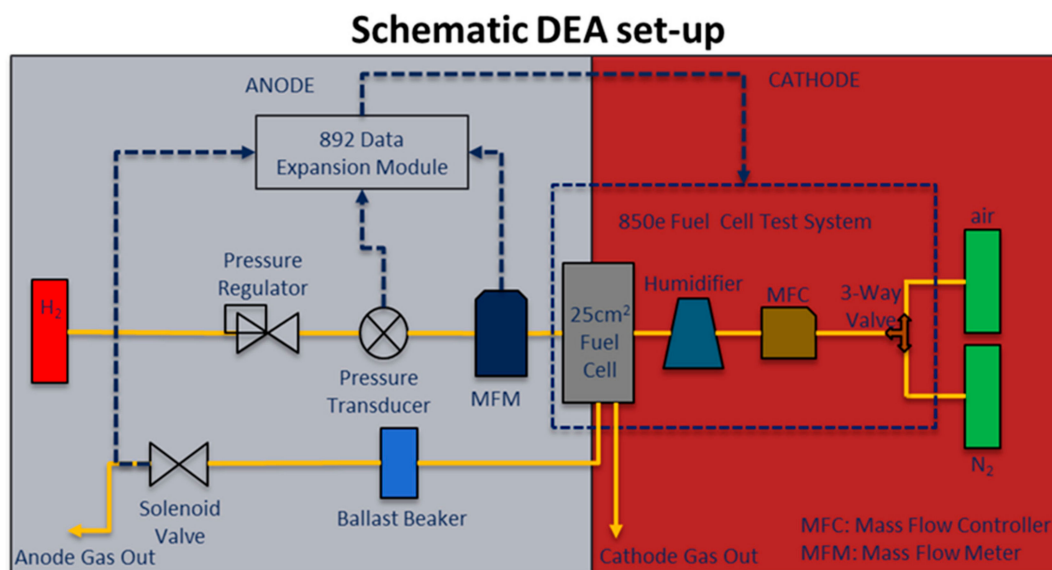 Schematic DEA set-up
ANODE
CATHODE
892 Data
Expansion Module
850e Fuel Cell Test System
air
Pressure
Regulator
H2
Humidifier
MFC
3-Way
Valve
25cm²
Fuel
Cell
Pressure
Transducer
MFM
N2
Solenoid
Valve
Ballast Beaker
Anode Gas Out
Cathode Gas Out
MFC: Mass Flow Controller
MFM: Mass Flow Meter